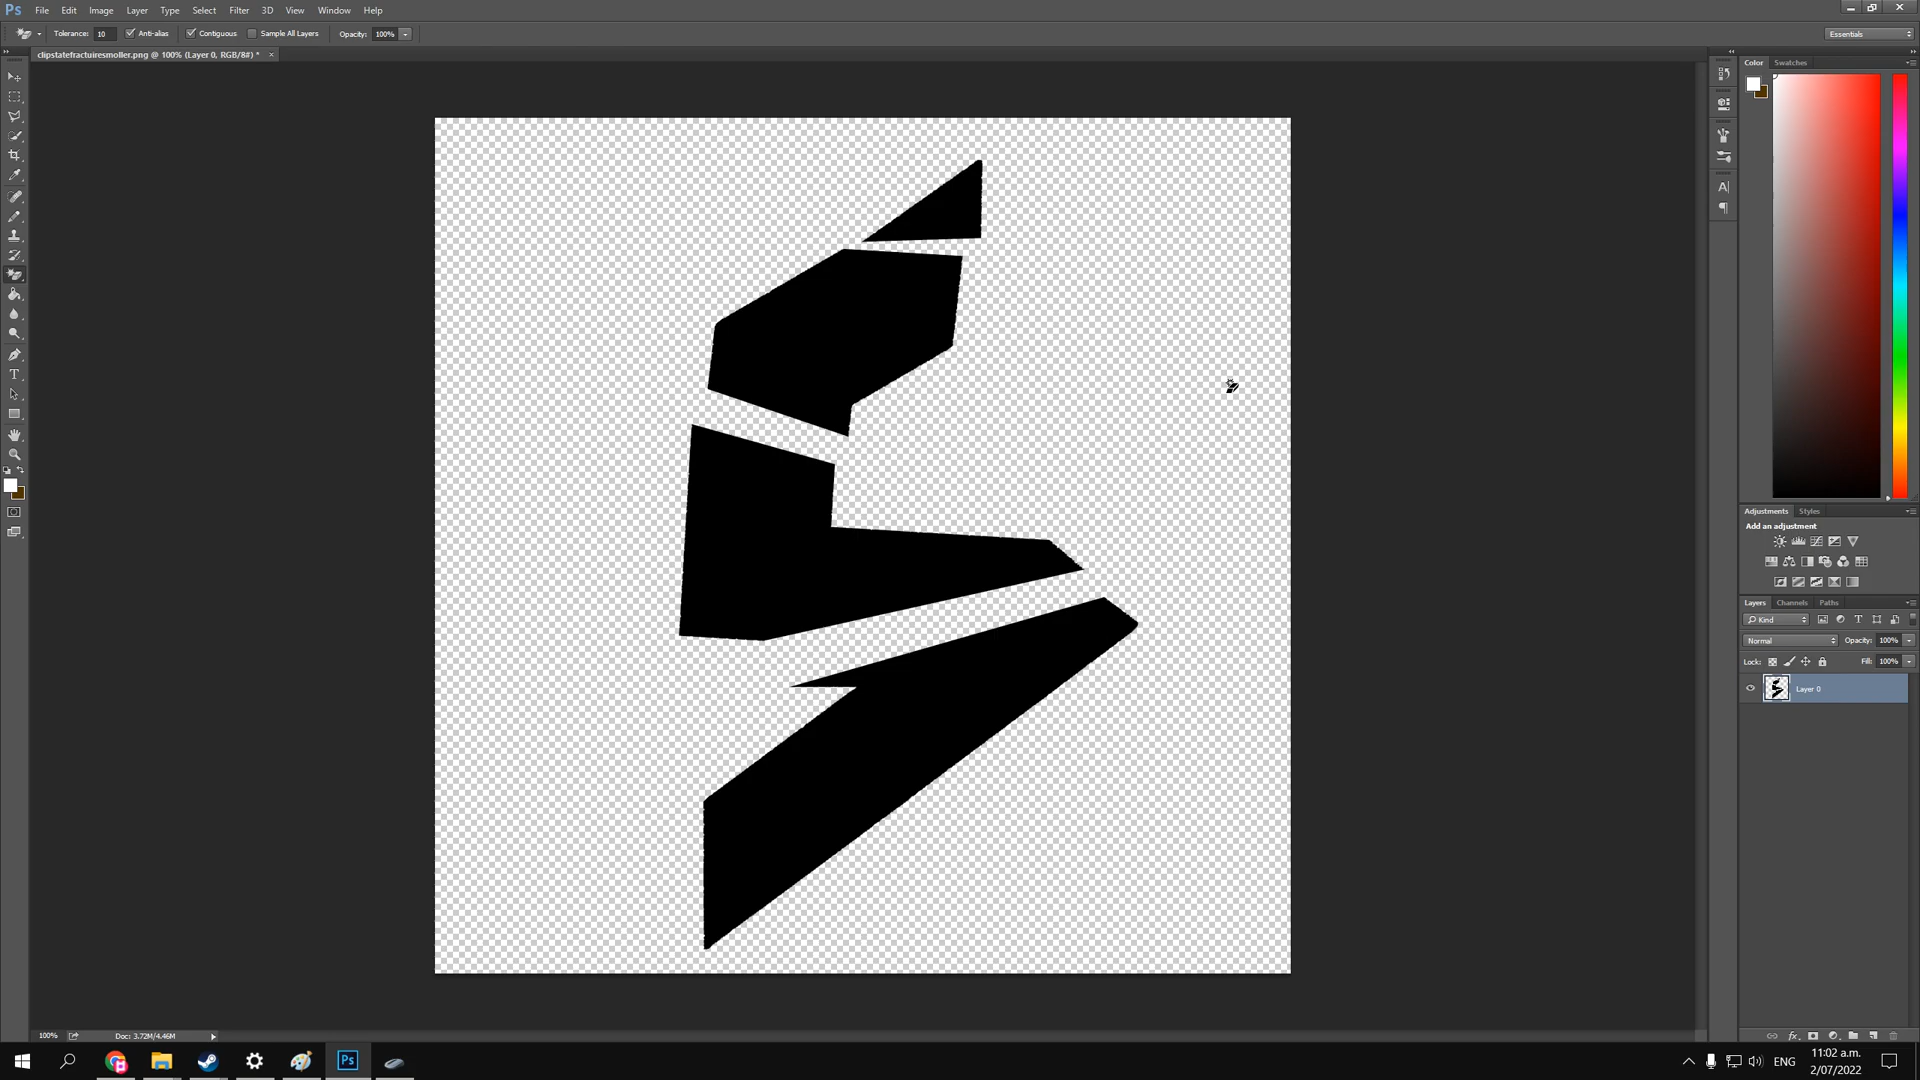 Ps File Edit Image Layer Type Select Filter 3D View Window Help
Tolerance: 10 Anti-alias Contiguous Sample All Layers Opacity: 100% Essentials
clipstatefractuiresmoller.png @ 100% (Layer 0, RGB/8#) * ×
Color Swatches
A|
T
Adjustments Styles
Add an adjustment
Layers Channels Paths
Kind T
Normal Opacity: 100%
Lock: Fill: 100%
Layer 0
fx
100% Doc: 3.72M/4.46M
Ps ENG 11:02 a.m.
2/07/2022